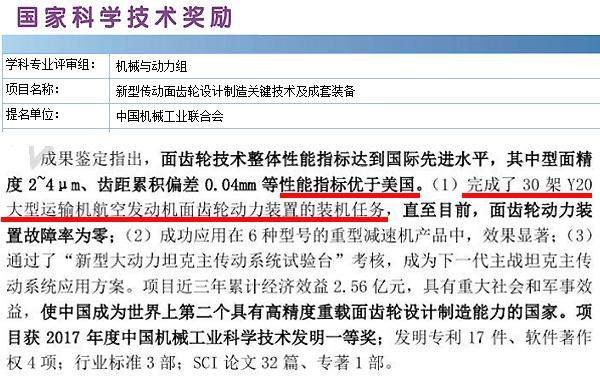 国家科学技术奖励
学科专业评审组: 机械与动力组
项目名称: 新型传动面齿轮设计制造关键技术及成套装备
提名单位: 中国机械工业联合会
成果鉴定指出，面齿轮技术整体性能指标达到国际先进水平，其中型面精
度 2~4μm、齿距累积偏差 0.04mm 等性能指标优于美国。（1）完成了 30 架 Y20
大型运输机航空发动机面齿轮动力装置的装机任务，直至目前，面齿轮动力装
置故障率为零；（2）成功应用在 6 种型号的重型减速机产品中，效果显著；（3）
通过了“新型大动力坦克主传动系统试验台”考核，成为下一代主战坦克主传
动系统应用方案。项目近三年累计经济效益 2.56 亿元，具有重大社会和军事效
益，使中国成为世界上第二个具有高精度重载面齿轮设计制造能力的国家。项
目获 2017 年度中国机械工业科学技术发明一等奖；发明专利 17 件、软件著作
权 4 项；行业标准 3 部；SCI 论文 32 篇、专著 1 部。